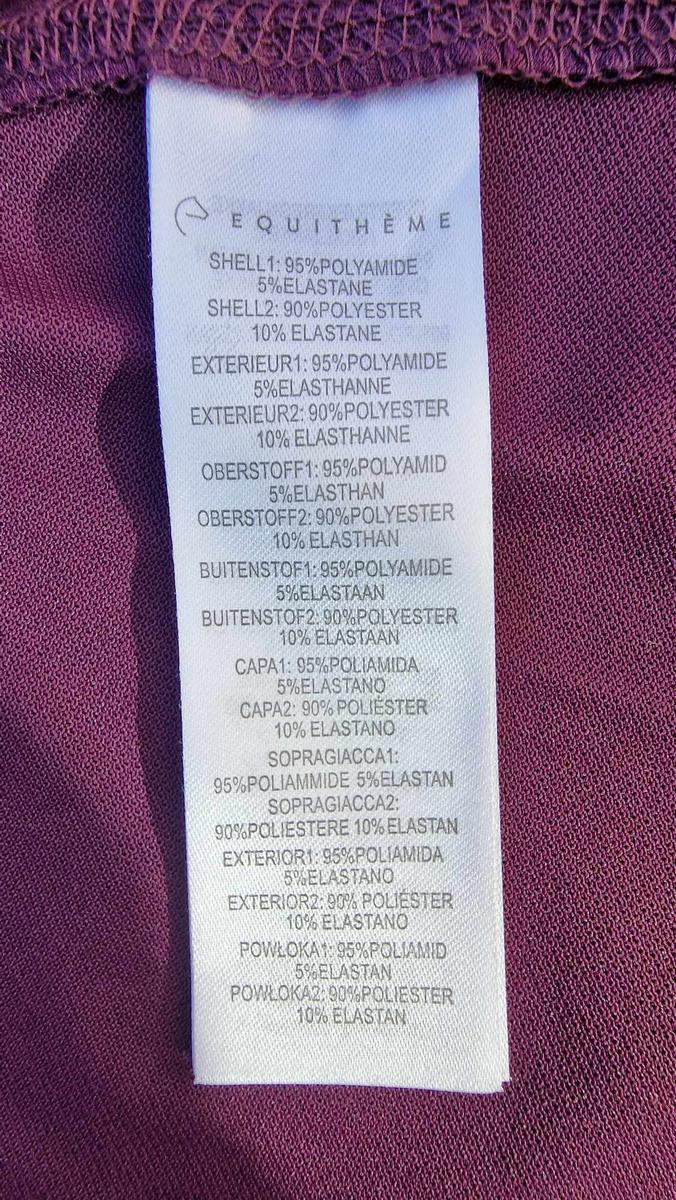 EQUITHÈME
SHELL1: 95%POLYAMIDE
5%ELASTANE
SHELL2: 90%POLYESTER
10% ELASTANE
EXTERIEUR1: 95%POLYAMIDE
5%ELASTHANNE
EXTERIEUR2: 90%POLYESTER
10% ELASTHANNE
OBERSTOFF1: 95%POLYAMID
5%ELASTHAN
OBERSTOFF2: 90%POLYESTER
10% ELASTHAN
BUITENSTOF1: 95%POLYAMIDE
5%ELASTAAN
BUITENSTOF2: 90%POLYESTER
10% ELASTAAN
CAPA1: 95%POLIAMIDA
5%ELASTANO
CAPA2: 90% POLIÉSTER
10% ELASTANO
SOPRAGIACCA1:
95%POLIAMMIDE 5%ELASTAN
SOPRAGIACCA2:
90%POLIESTERE 10%ELASTAN
EXTERIOR1: 95%POLIAMIDA
5%ELASTANO
EXTERIOR2: 90% POLIÉSTER
10% ELASTANO
POWŁOKA1: 95%POLIAMID
5%ELASTAN
POWŁOKA2: 90%POLIESTER
10% ELASTAN